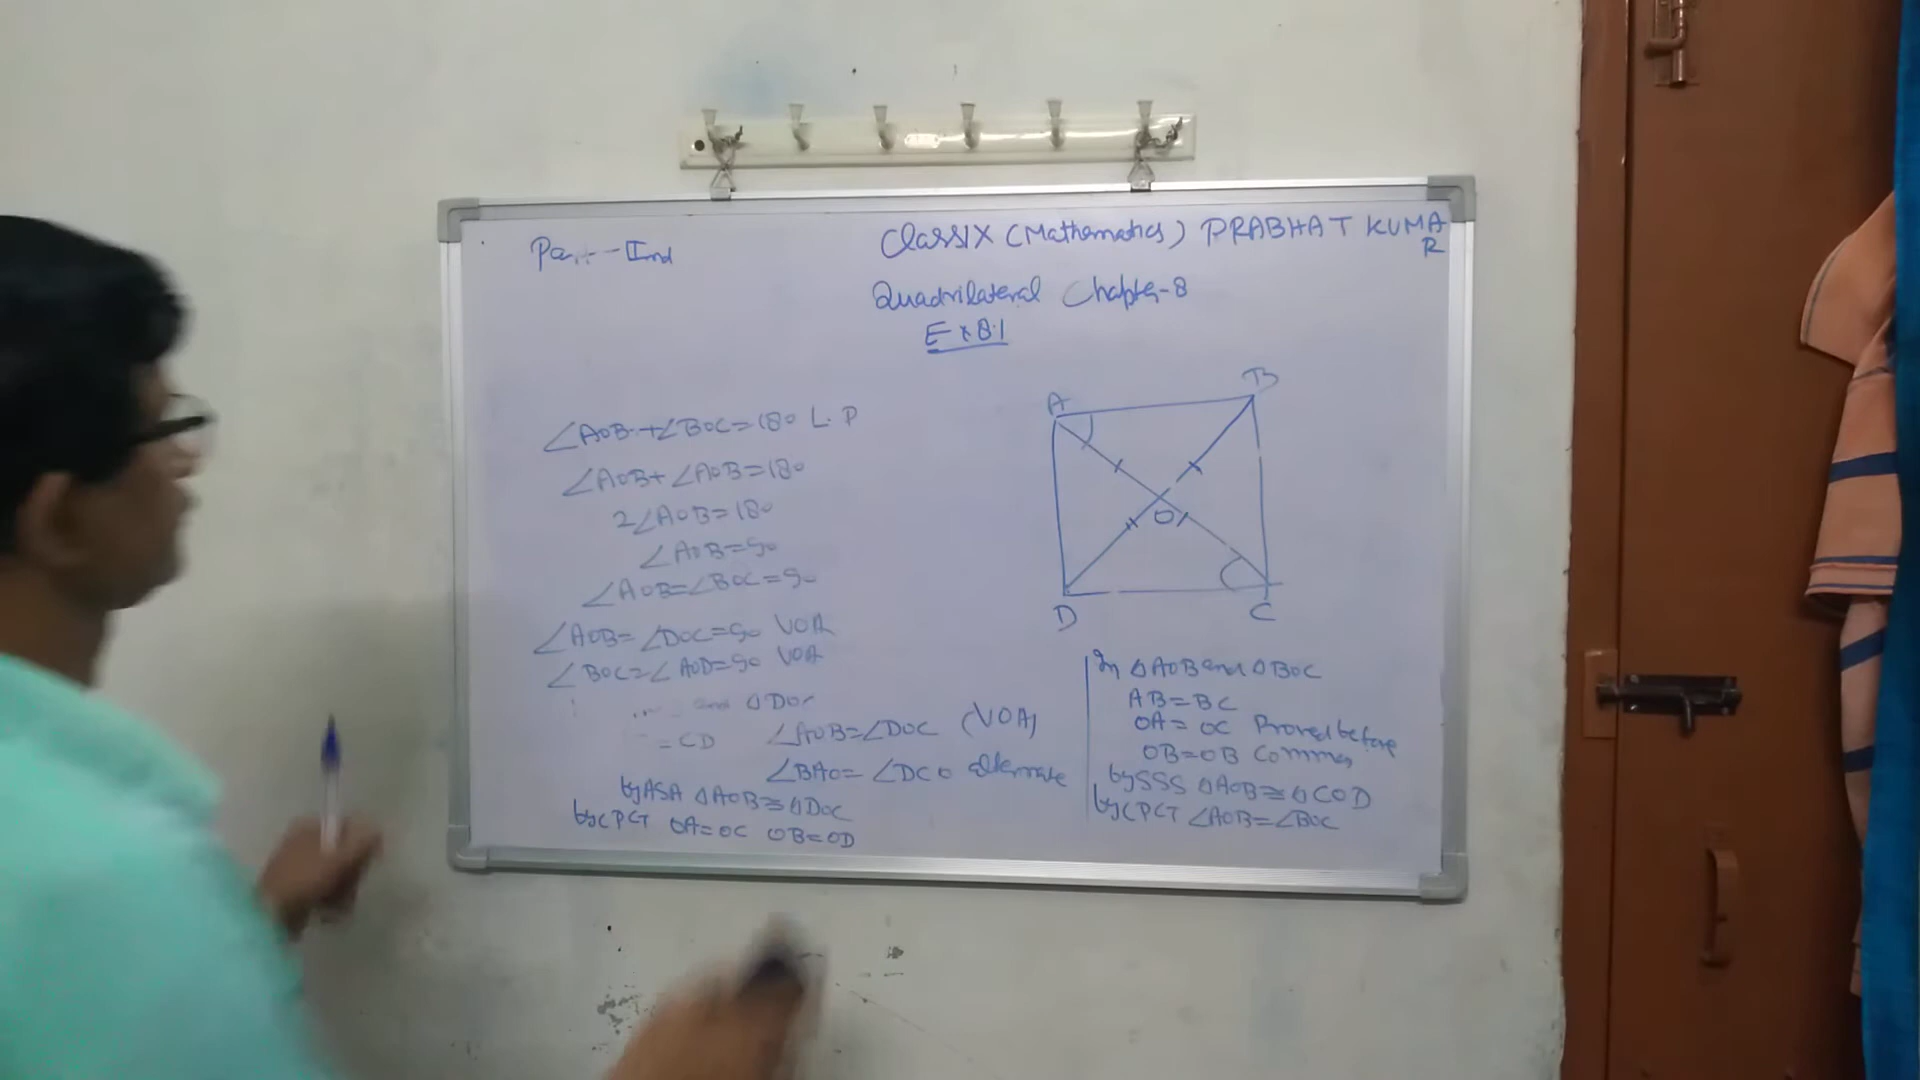 Part-IInd
Class IX (Mathematics) PRABHAT KUMAR
Quadrilateral Chapter-8
Ex 8.1
∠AOB+∠BOC=180 L.P
∠AOB+∠AOB=180
2∠AOB=180
∠AOB=90
∠AOB=∠BOC=90
∠AOB=∠DOC=90 VOA
∠BOC=∠AOD=90 VOA
and ΔDOC
=CD ∠AOB=∠DOC (VOA)
∠BAO=∠DCO alternate
by ASA ΔAOB≅ΔDOC
by CPCT OA=OC OB=OD
A
B
O
D
C
In ΔAOB and ΔBOC
AB=BC
OA=OC Proved before
OB=OB Common
by SSS ΔAOB≅ΔCOD
by CPCT ∠AOB=∠BOC